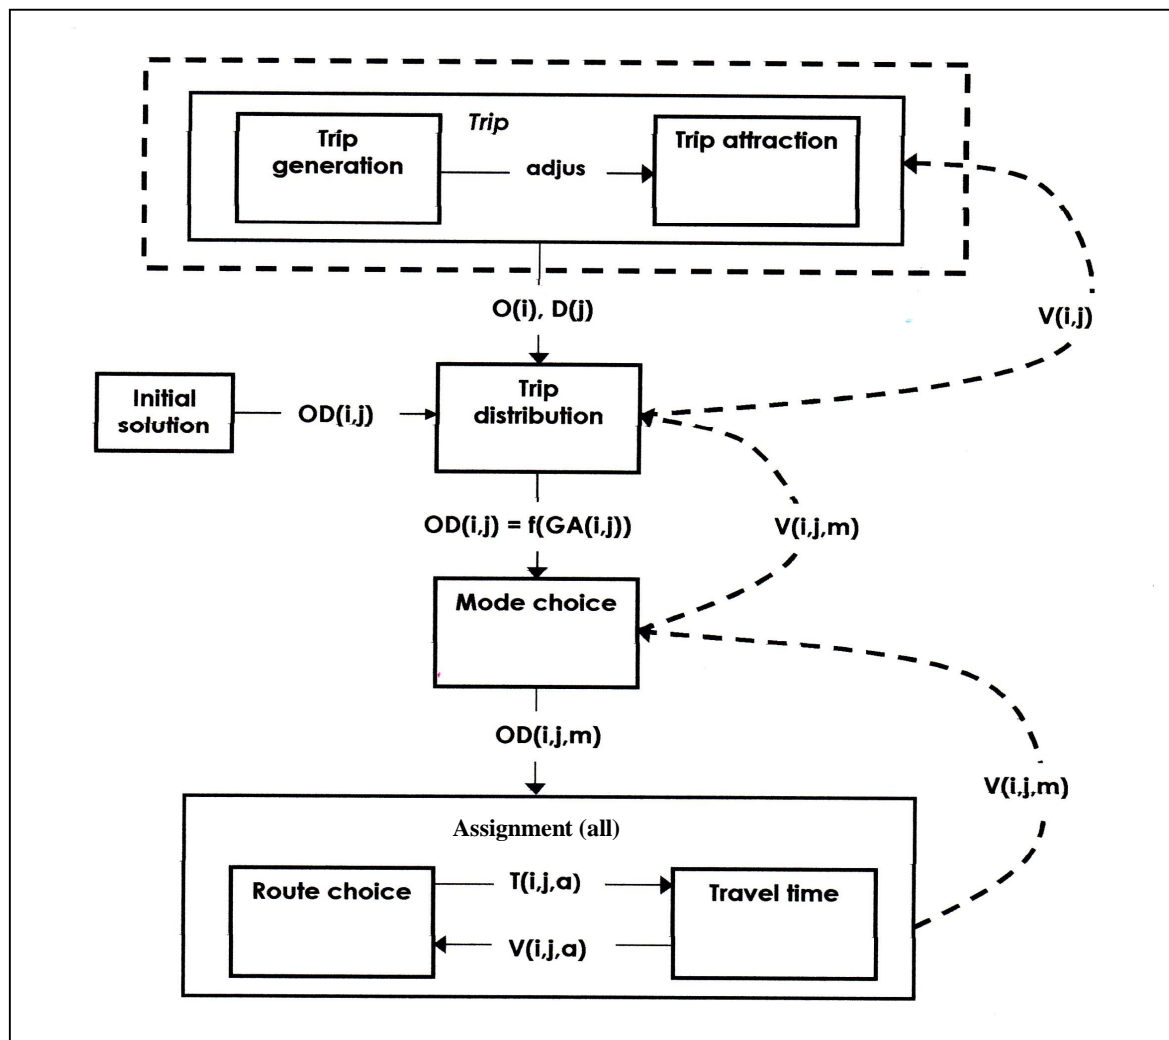 Trip
Trip
generation
adjus
Trip attraction
O(i), D(j)
V(i,j)
Initial
solution
OD(i,j)
Trip
distribution
OD(i,j) = f(GA(i,j))
V(i,j,m)
Mode choice
OD(i,j,m)
V(i,j,m)
Assignment (all)
Route choice
T(i,j,a)
Travel time
V(i,j,a)